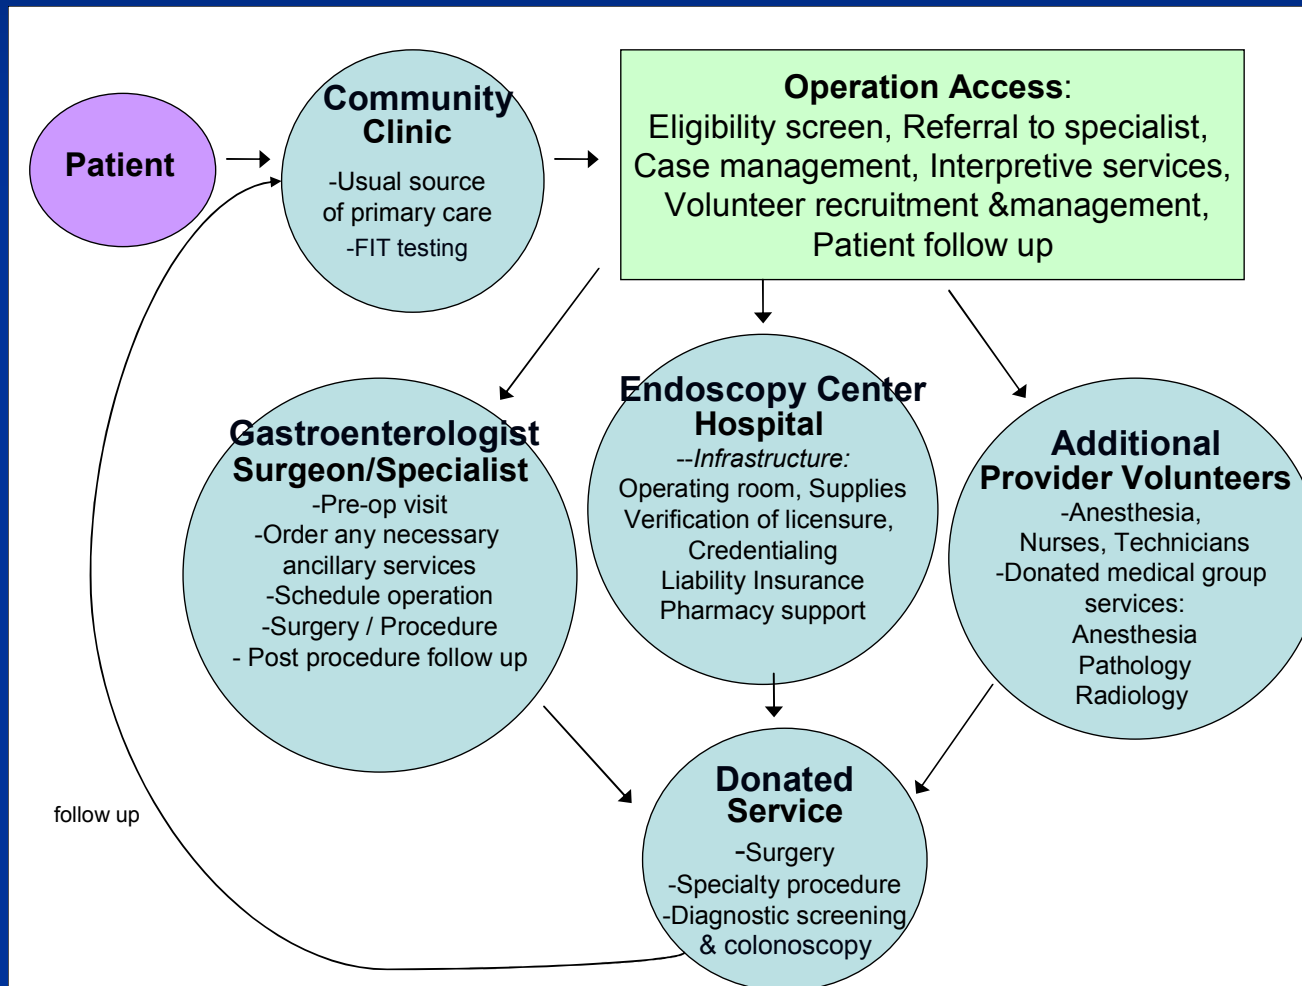 Patient
Community
Clinic
-Usual source
of primary care
-FIT testing
Operation Access:
Eligibility screen, Referral to specialist,
Case management, Interpretive services,
Volunteer recruitment &management,
Patient follow up
Gastroenterologist
Surgeon/Specialist
-Pre-op visit
-Order any necessary
ancillary services
-Schedule operation
-Surgery / Procedure
- Post procedure follow up
Endoscopy Center
Hospital
--Infrastructure:
Operating room, Supplies
Verification of licensure,
Credentialing
Liability Insurance
Pharmacy support
Additional
Provider Volunteers
-Anesthesia,
Nurses, Technicians
-Donated medical group
services:
Anesthesia
Pathology
Radiology
Donated
Service
-Surgery
-Specialty procedure
-Diagnostic screening
& colonoscopy
follow up